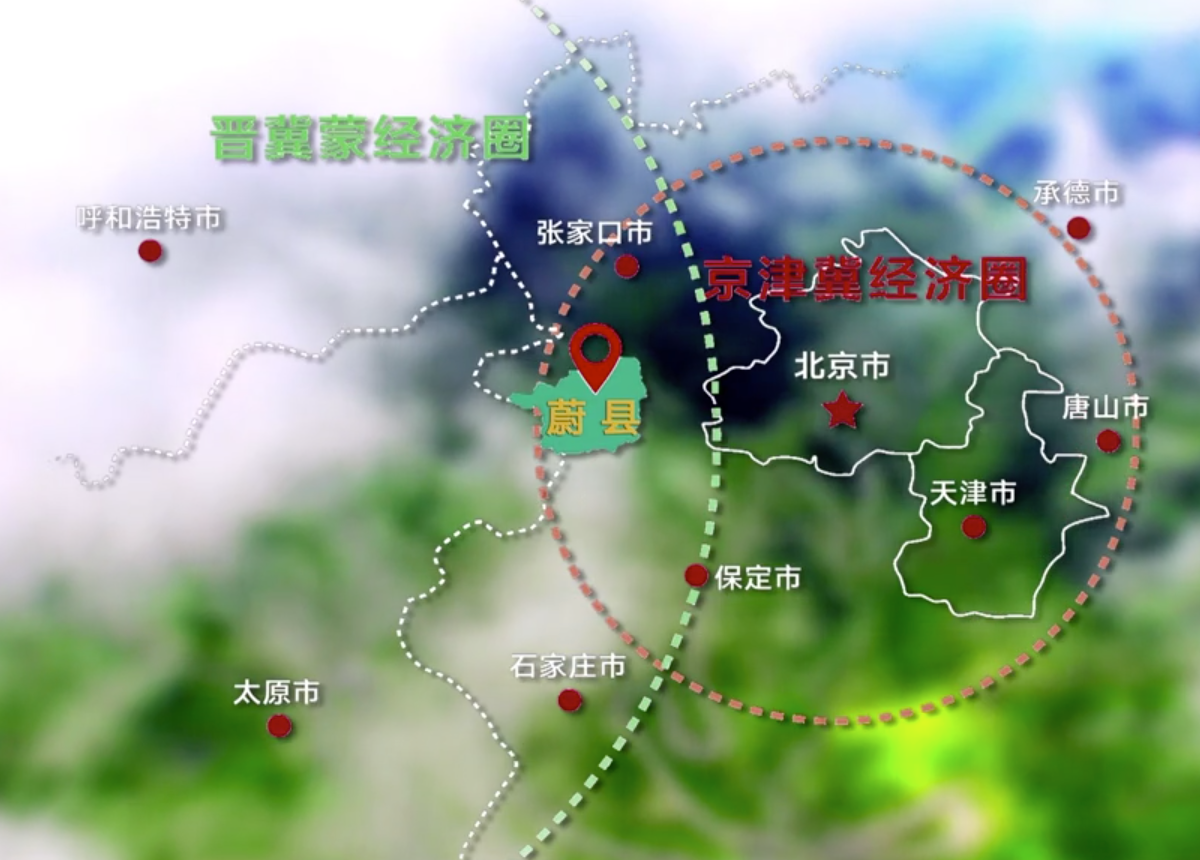 晋冀蒙经济圈
承德市
呼和浩特市
张家口市
京津冀经济圈
北京市
唐山市
蔚县
天津市
保定市
石家庄市
太原市